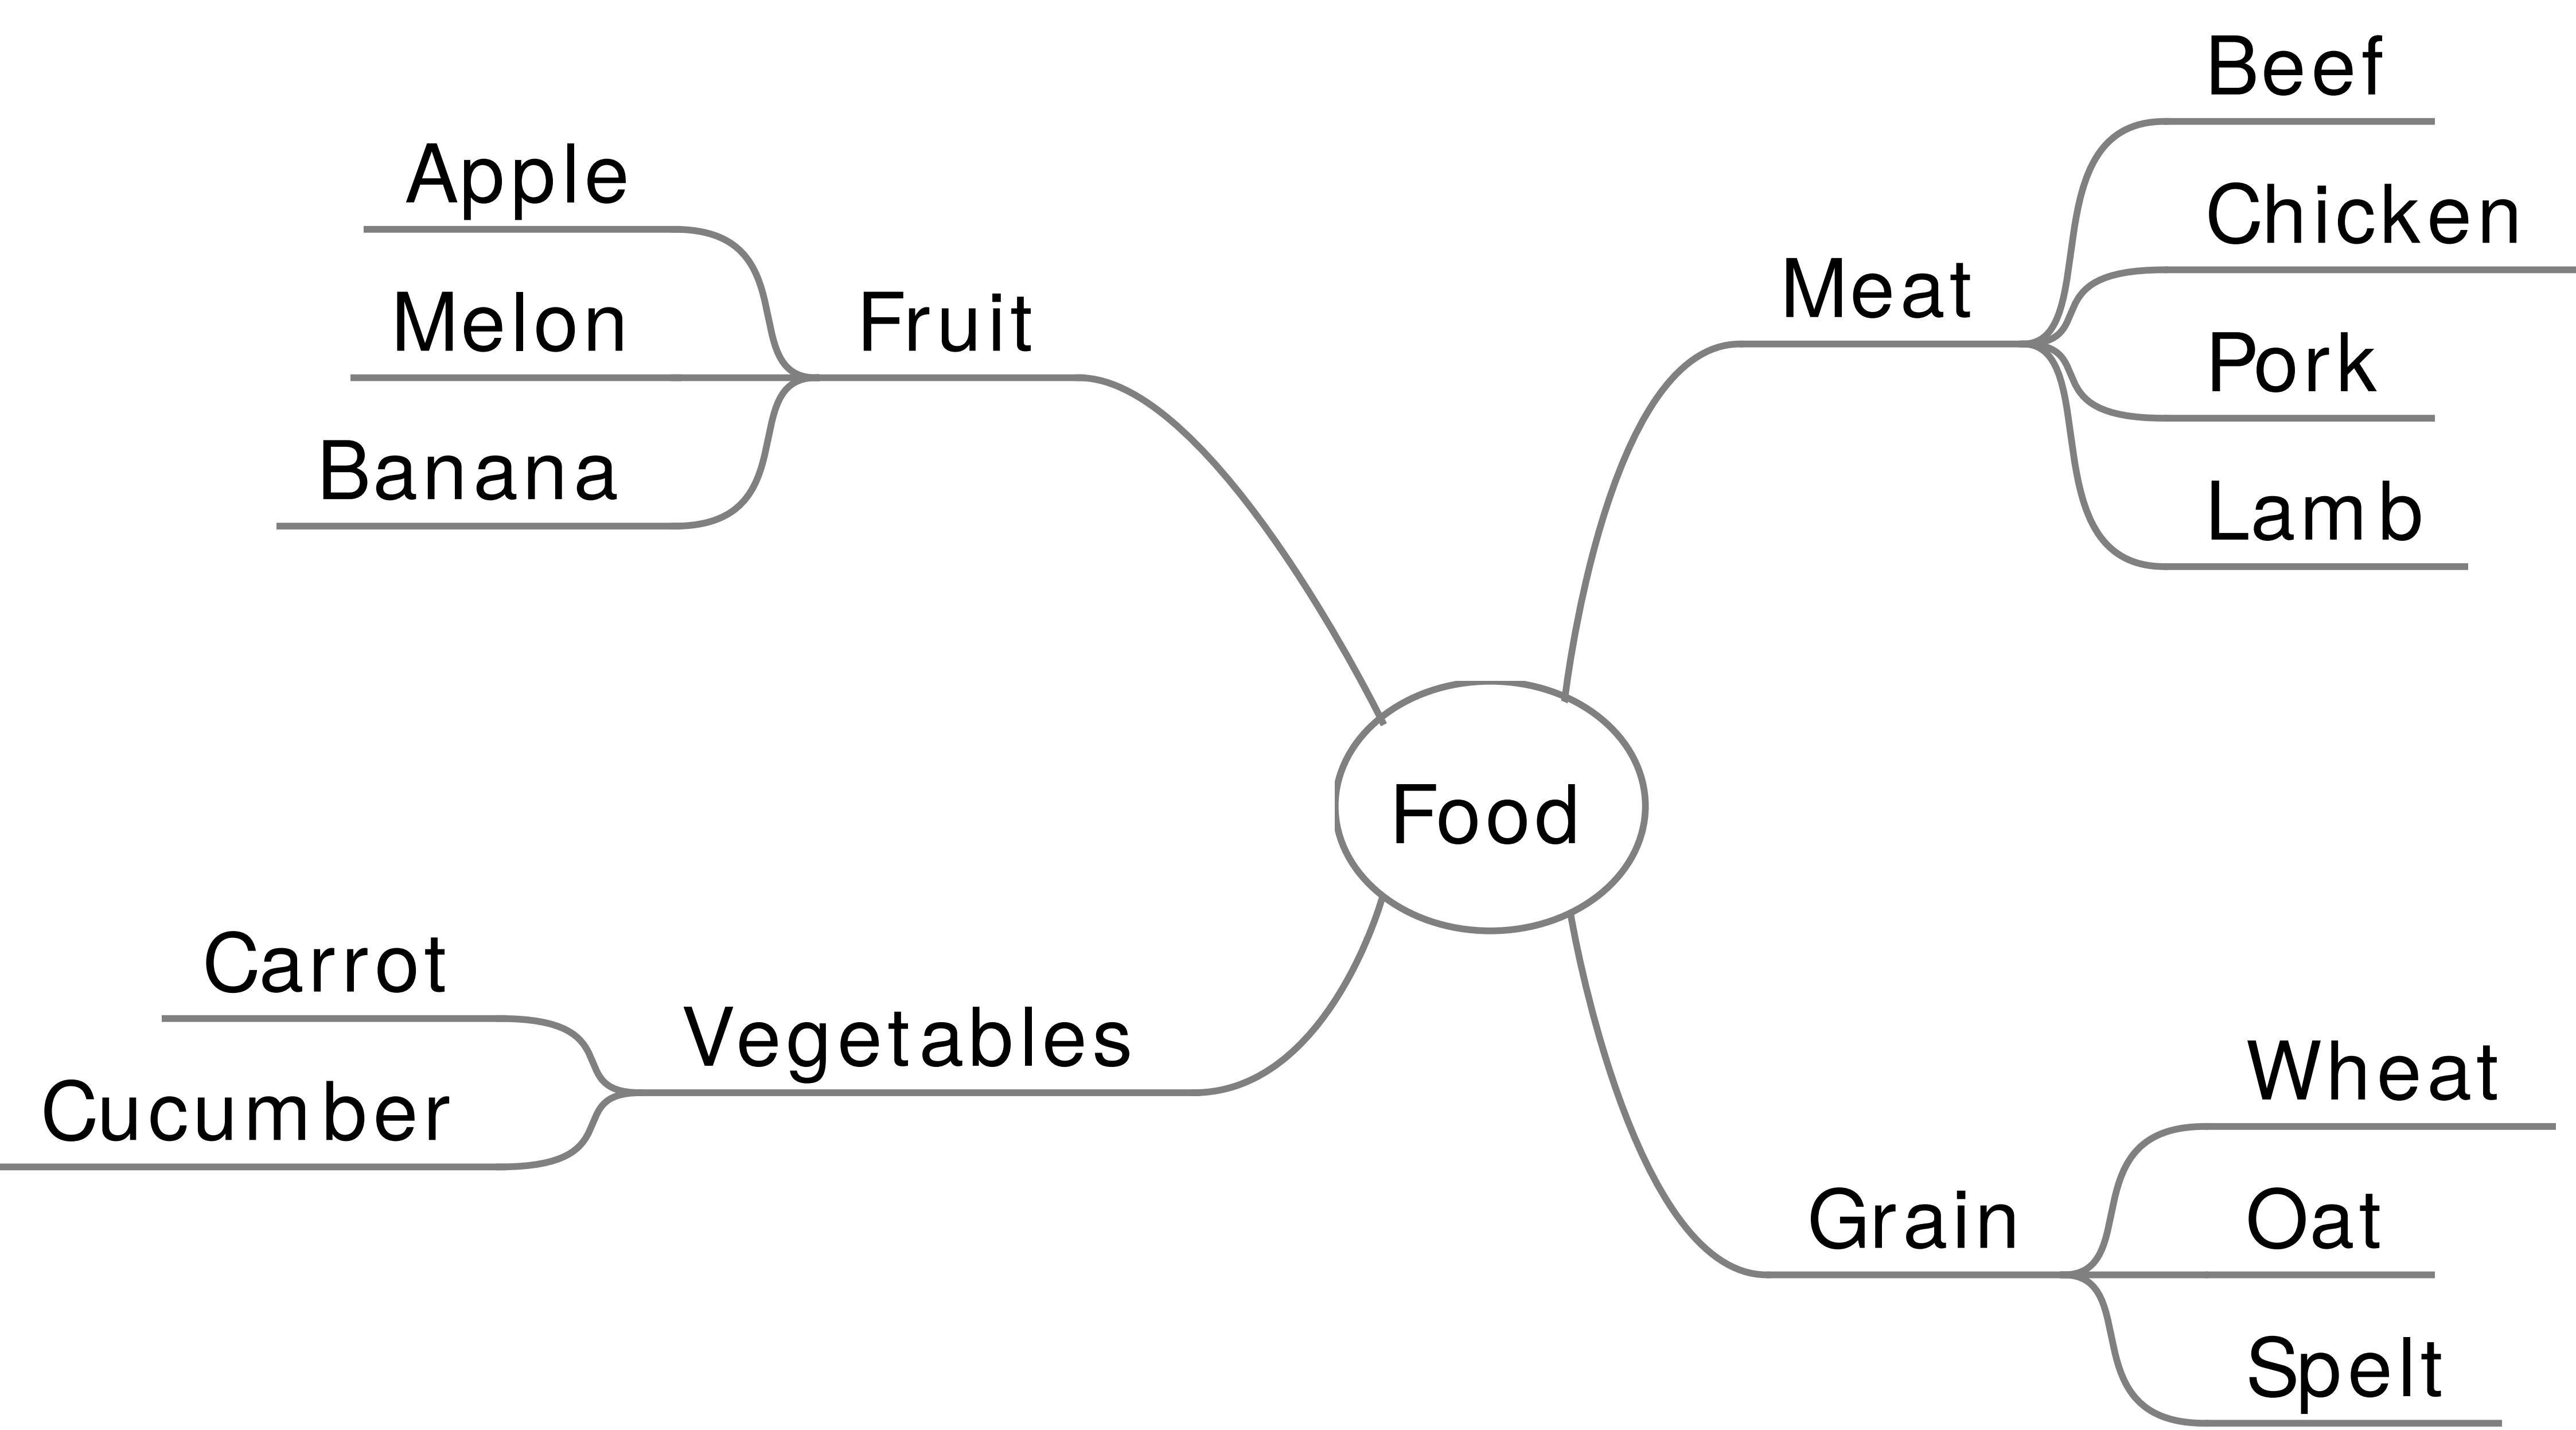 Apple
Melon
Banana
Fruit
Beef
Chicken
Pork
Lamb
Meat
Food
Carrot
Cucumber
Vegetables
Wheat
Oat
Spelt
Grain